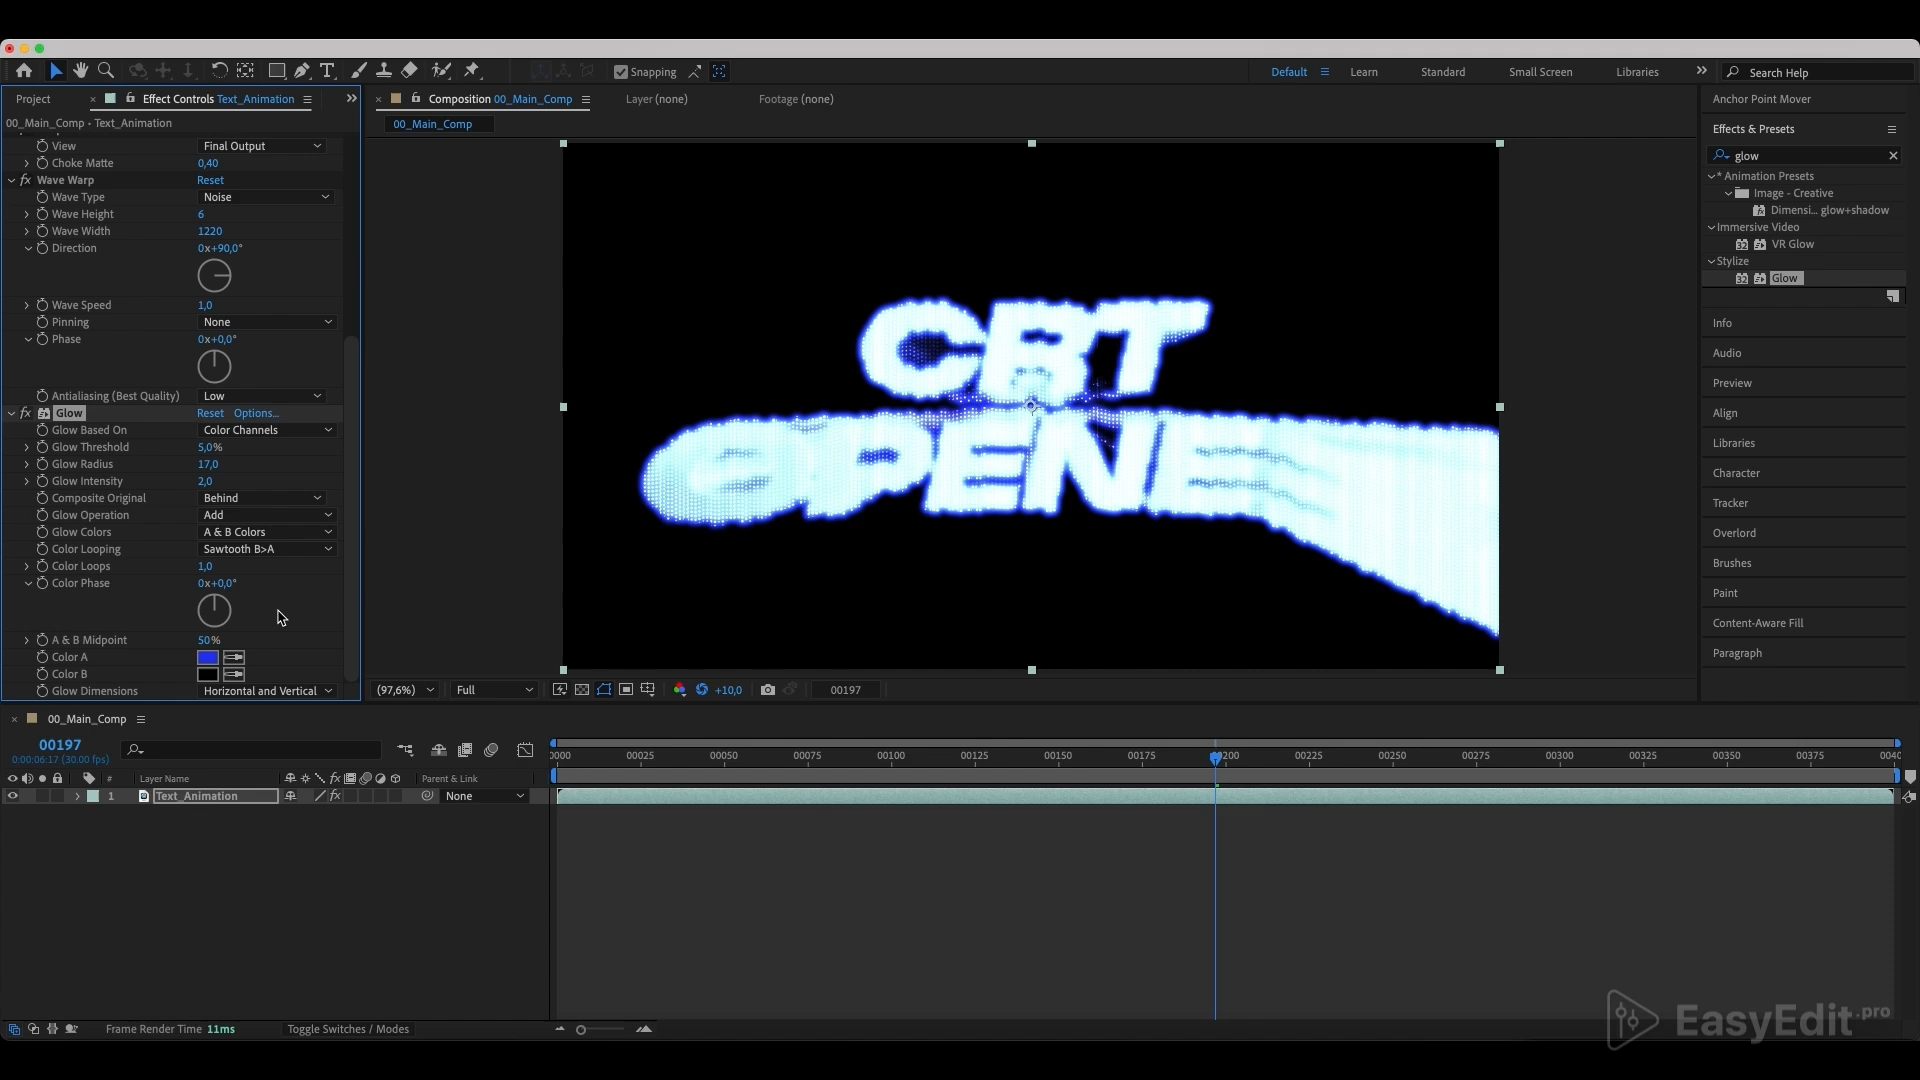 Snapping
Default
Learn
Standard
Small Screen
Libraries
Search Help
Project
Effect Controls Text_Animation
Composition 00_Main_Comp
Layer (none)
Footage (none)
00_Main_Comp • Text_Animation
00_Main_Comp
View Final Output
Choke Matte 0,40
fx Wave Warp Reset
Wave Type Noise
Wave Height 6
Wave Width 1220
Direction 0x+90,0°
Wave Speed 1,0
Pinning None
Phase 0x+0,0°
Antialiasing (Best Quality) Low
fx Glow Reset Options...
Glow Based On Color Channels
Glow Threshold 5,0%
Glow Radius 17,0
Glow Intensity 2,0
Composite Original Behind
Glow Operation Add
Glow Colors A & B Colors
Color Looping Sawtooth B>A
Color Loops 1,0
Color Phase 0x+0,0°
A & B Midpoint 50%
Color A
Color B
Glow Dimensions Horizontal and Vertical
CRT
OPENE
(97,6%)
Full
+10,0
00197
Anchor Point Mover
Effects & Presets
glow
* Animation Presets
Image - Creative
Dimensi... glow+shadow
Immersive Video
32 VR Glow
Stylize
32 Glow
Info
Audio
Preview
Align
Libraries
Character
Tracker
Overlord
Brushes
Paint
Content-Aware Fill
Paragraph
00_Main_Comp
00197
0:00:06:17 (30.00 fps)
0000 00025 00050 00075 00100 00125 00150 00175 00200 00225 00250 00275 00300 00325 00350 00375
# Layer Name fx Parent & Link
1 Text_Animation fx None
Frame Render Time 11ms
Toggle Switches / Modes
EasyEdit.pro